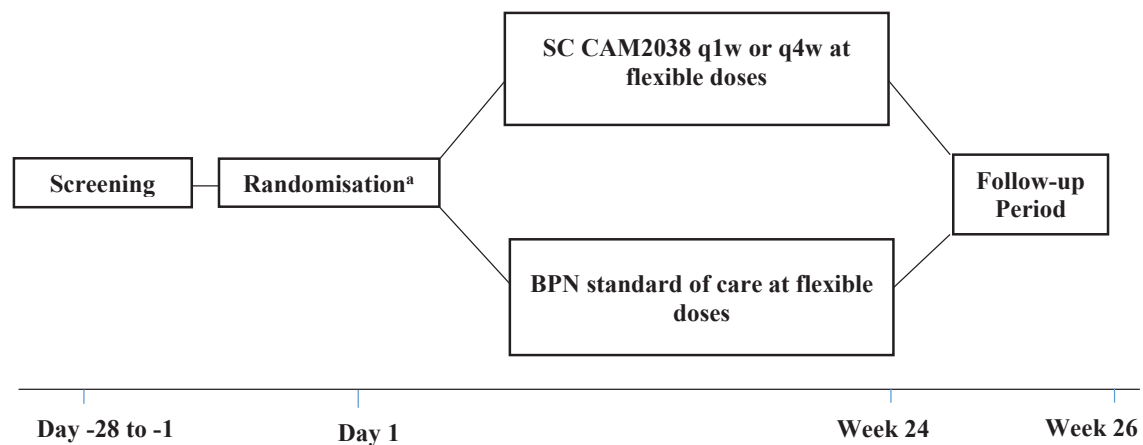 SC CAM2038 q1w or q4w at
flexible doses
Screening
Randomisationᵃ
Follow-up
Period
BPN standard of care at flexible
doses
Day -28 to -1
Day 1
Week 24
Week 26